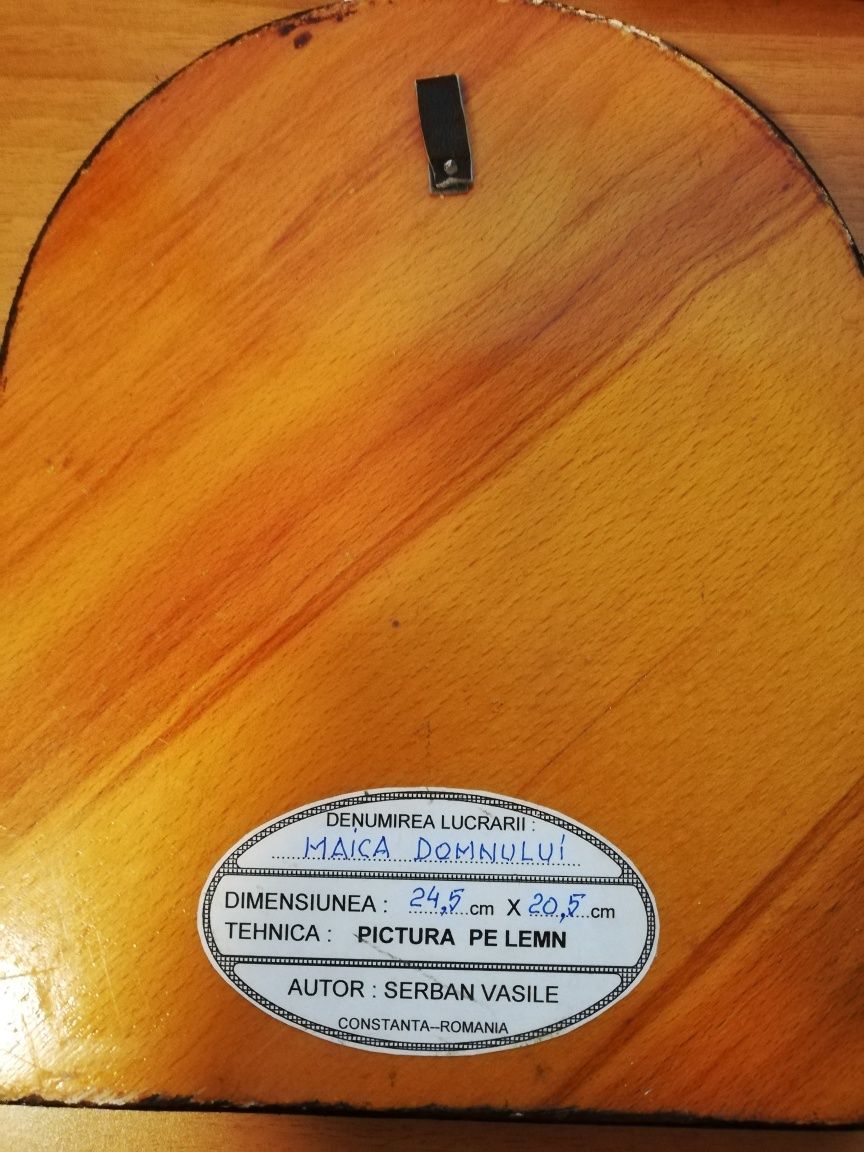 DENUMIREA LUCRARII :
MAICA DOMNULUI
DIMENSIUNEA : 24,5 cm X 20,5 cm
TEHNICA : PICTURA PE LEMN
AUTOR : SERBAN VASILE
CONSTANTA--ROMANIA